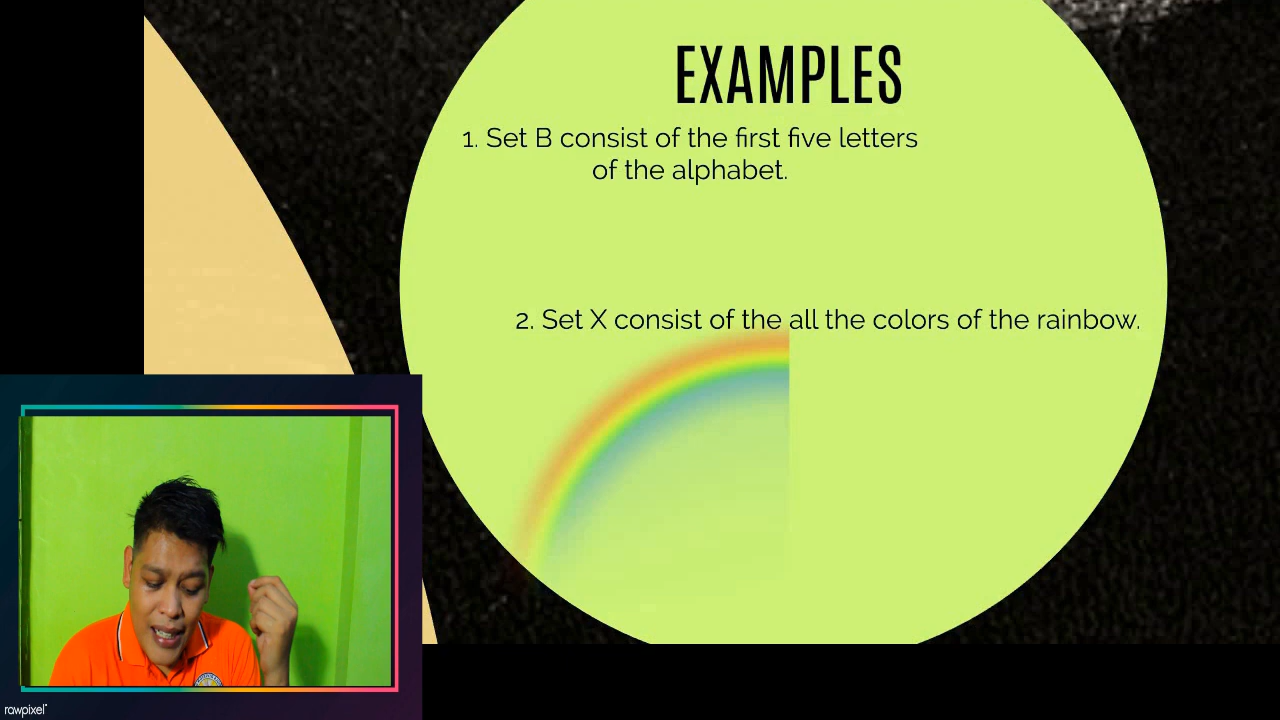 EXAMPLES
1. Set B consist of the first five letters
of the alphabet.
2. Set X consist of the all the colors of the rainbow.
rawpixel